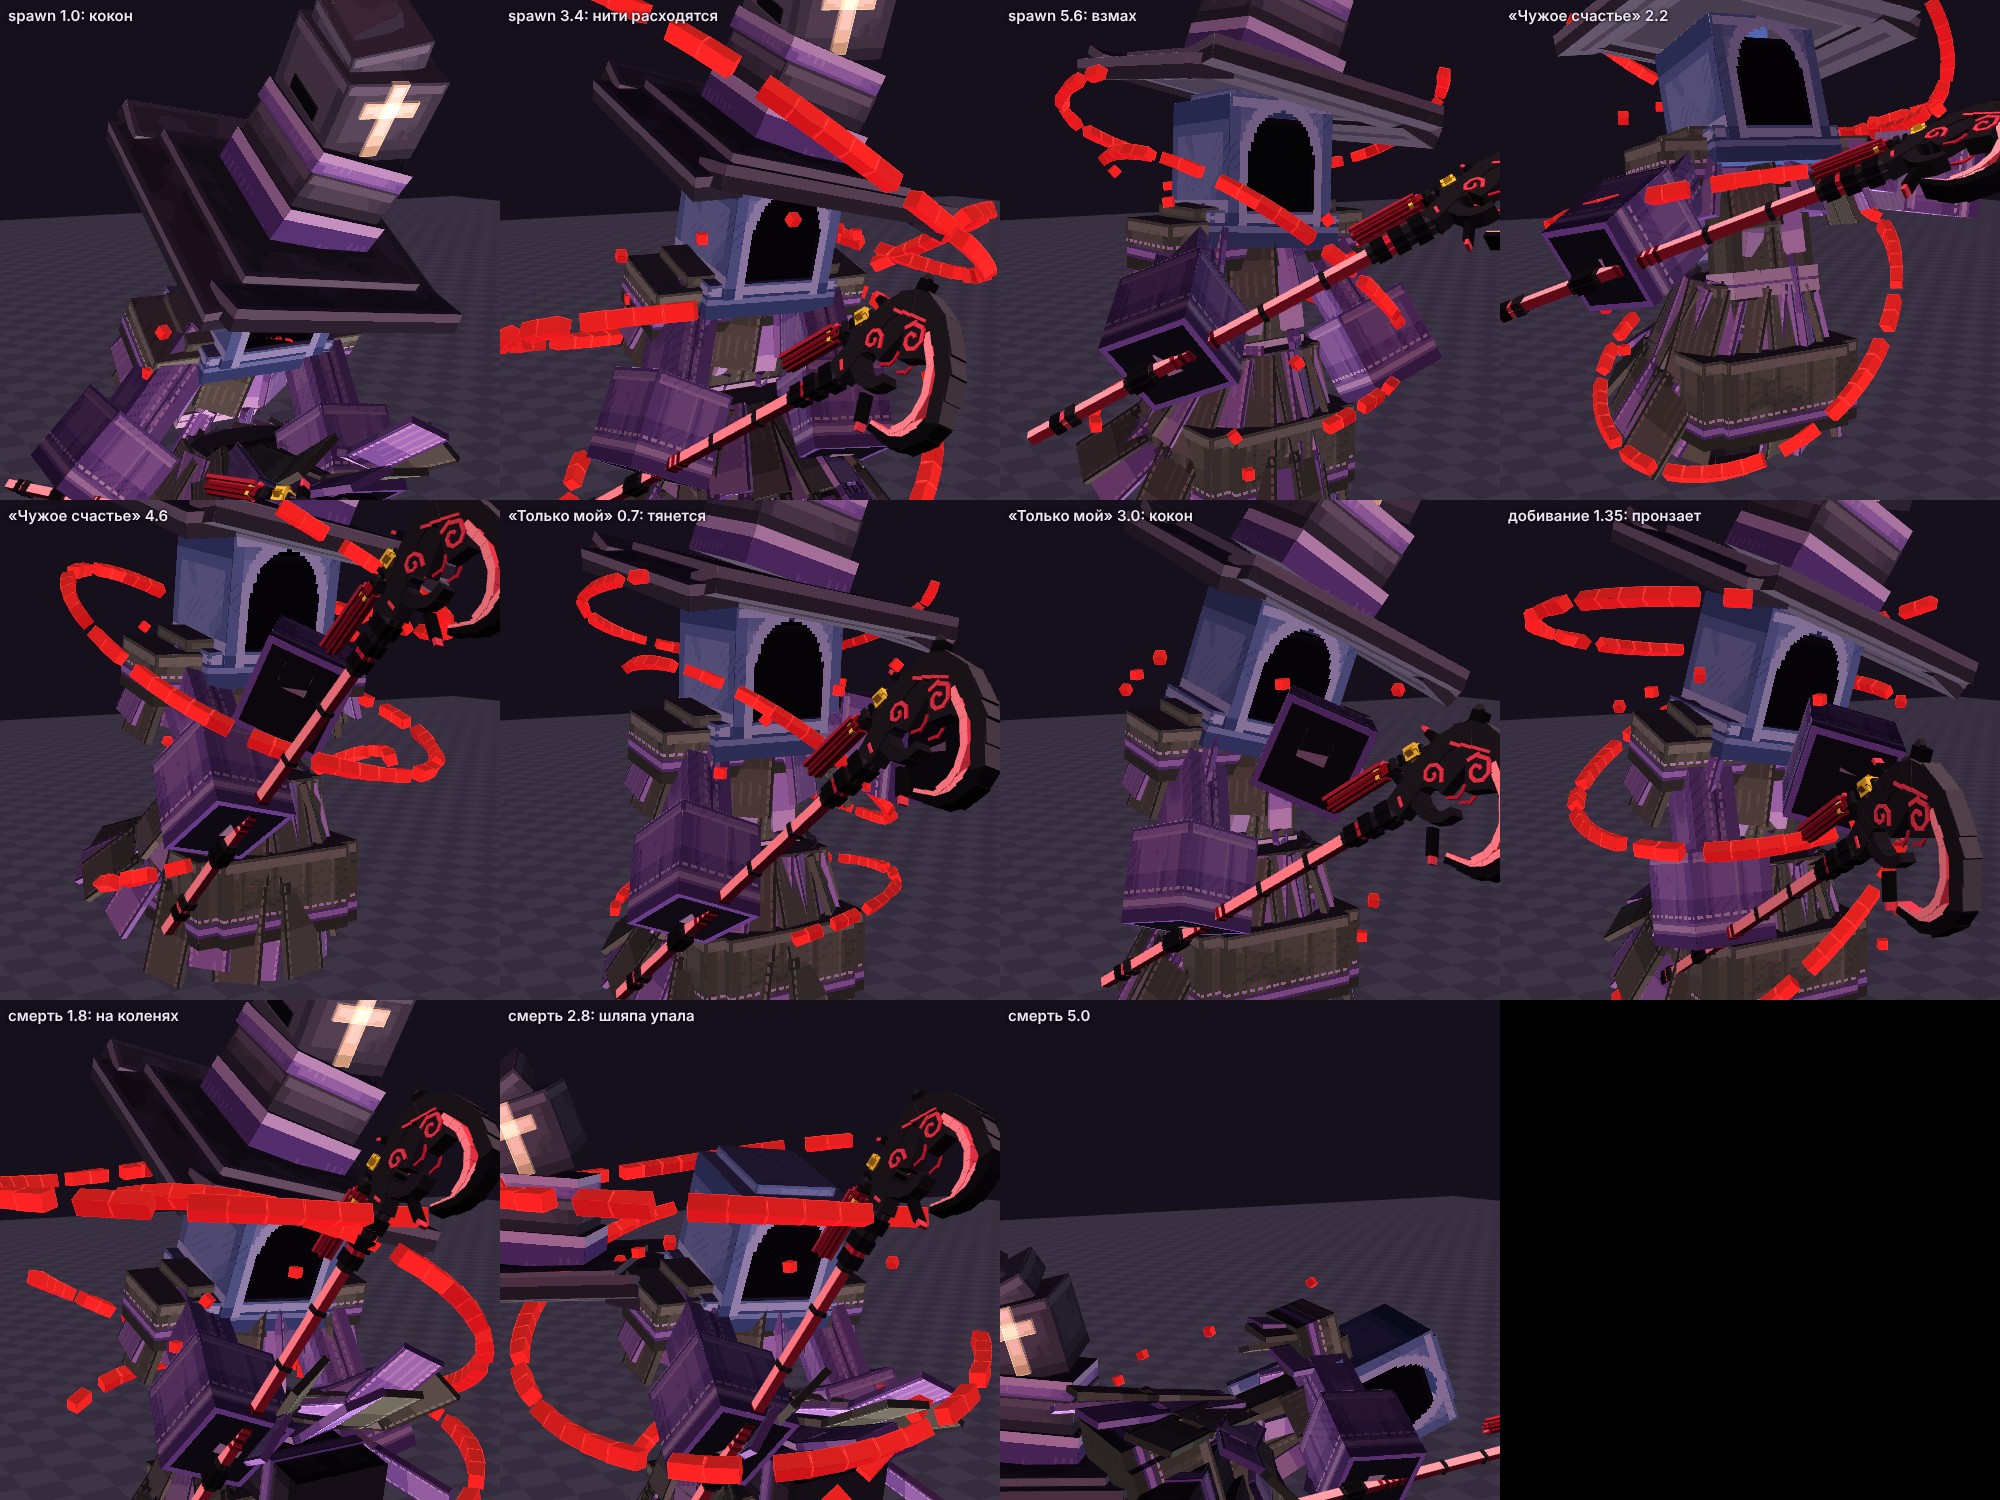 spawn 1.0: кокон
spawn 3.4: нити расходятся
spawn 5.6: взмах
«Чужое счастье» 2.2
«Чужое счастье» 4.6
«Только мой» 0.7: тянется
«Только мой» 3.0: кокон
добивание 1.35: пронзает
смерть 1.8: на коленях
смерть 2.8: шляпа упала
смерть 5.0